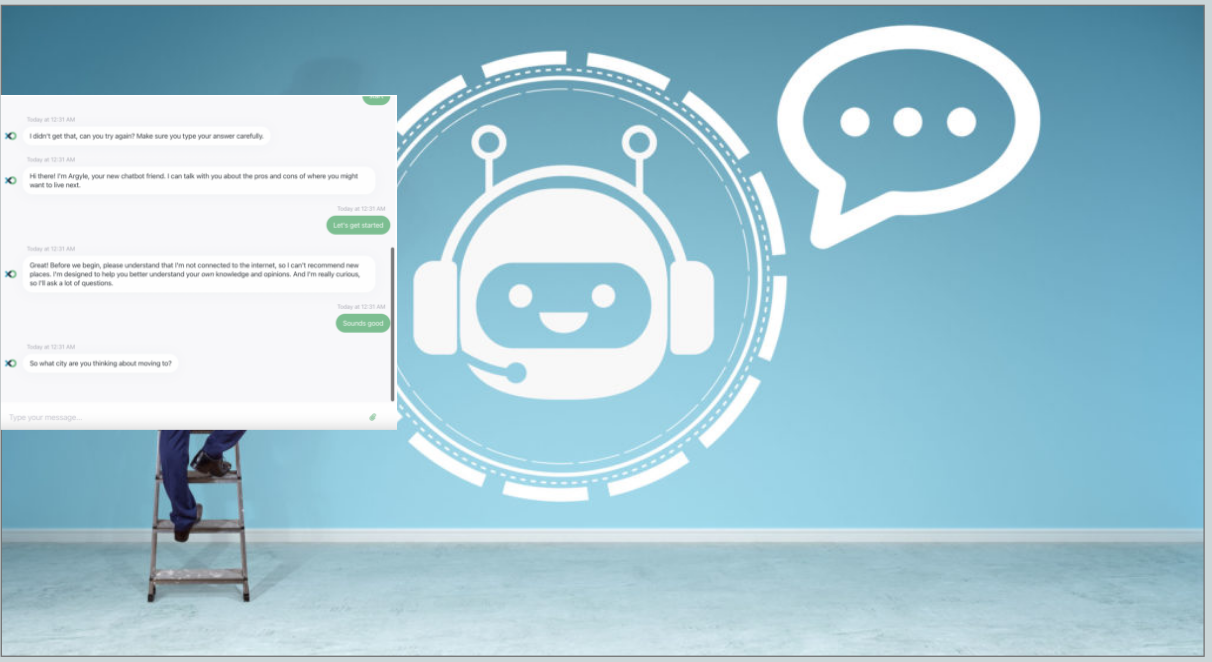 Today at 12:31 AM
I didn't get that, can you try again? Make sure you type your answer carefully.
Today at 12:31 AM
Hi there! I'm Argyle, your new chatbot friend. I can talk with you about the pros and cons of where you might
want to live next.
Today at 12:31 AM
Let's get started
Today at 12:31 AM
Great! Before we begin, please understand that I'm not connected to the internet, so I can't recommend new
places. I'm designed to help you better understand your own knowledge and opinions. And I'm really curious,
so I'll ask a lot of questions.
Today at 12:31 AM
Sounds good
Today at 12:31 AM
So what city are you thinking about moving to?
Type your message...